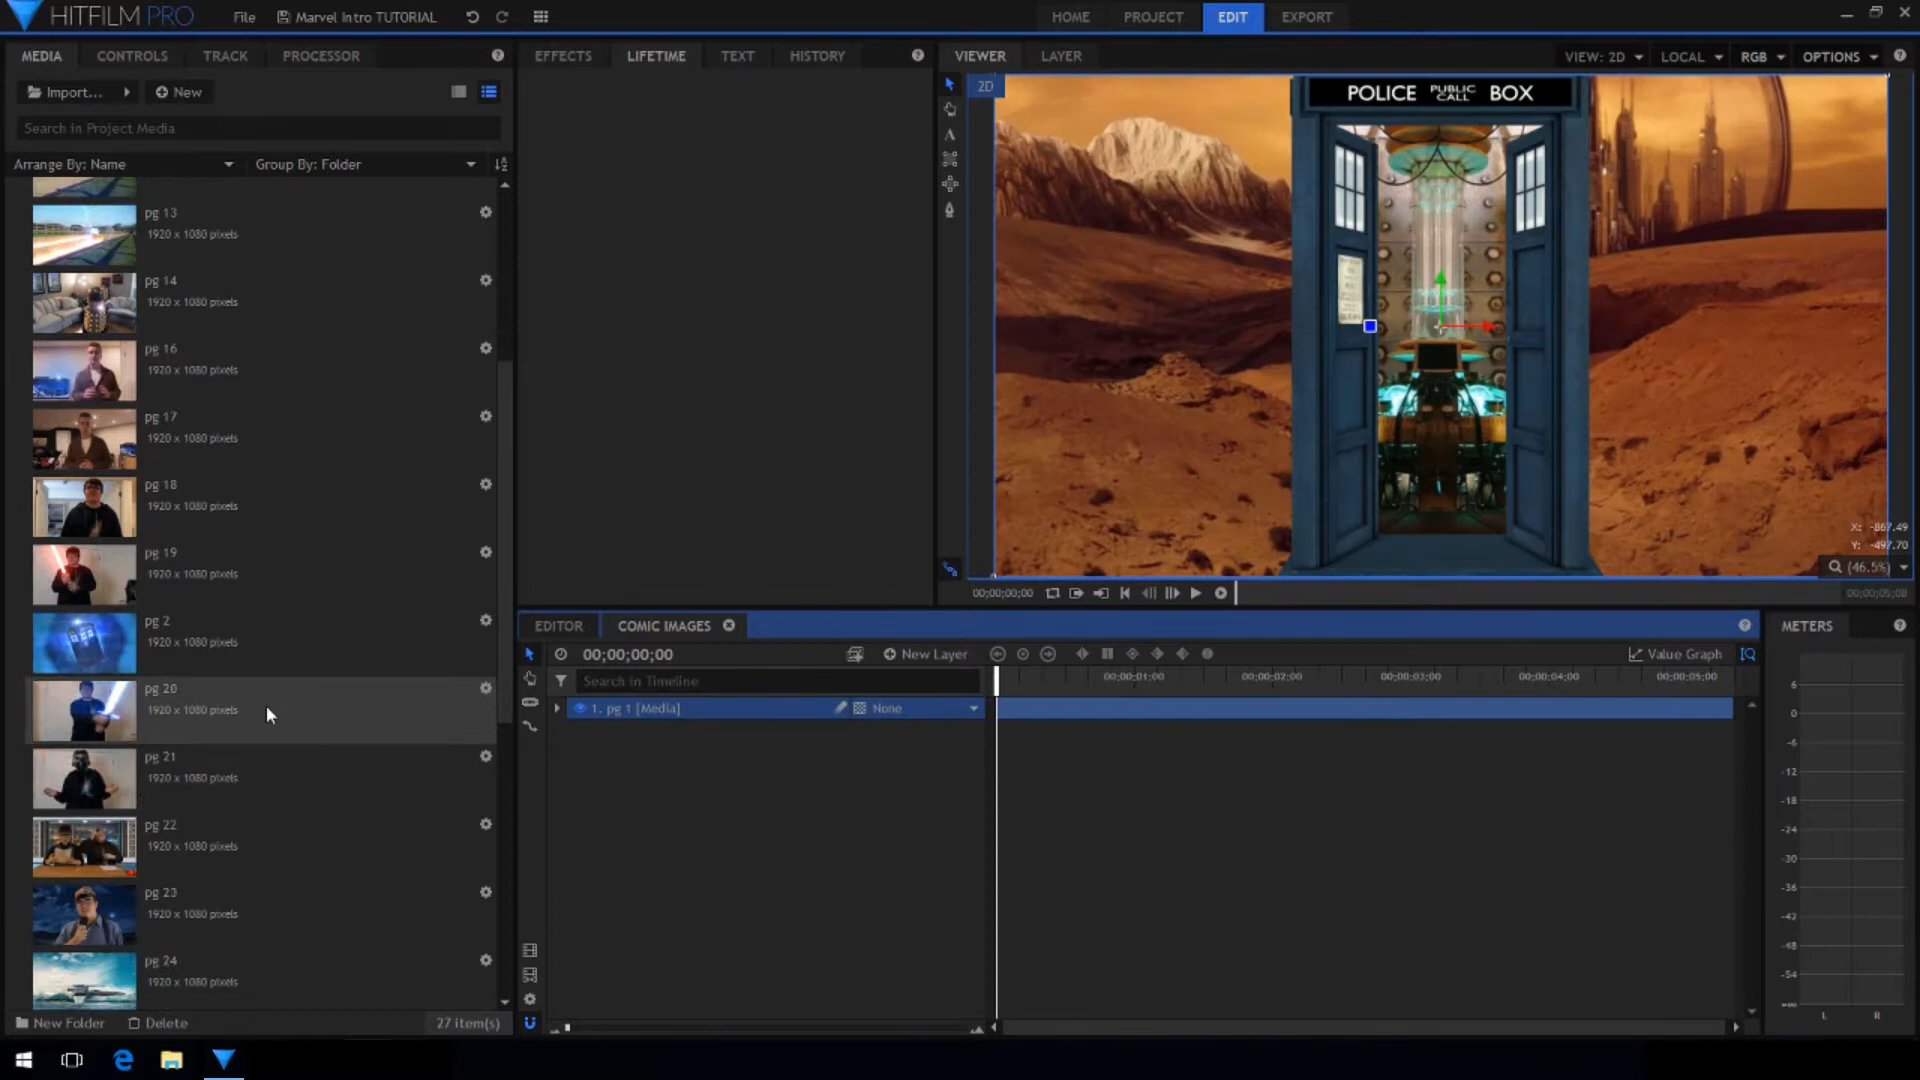 HITFILM PRO
File
Marvel Intro TUTORIAL
HOME
PROJECT
EDIT
EXPORT
MEDIA
CONTROLS
TRACK
PROCESSOR
Import...
New
Search in Project Media
Arrange By: Name
Group By: Folder
pg 13
1920 x 1080 pixels
pg 14
1920 x 1080 pixels
pg 16
1920 x 1080 pixels
pg 17
1920 x 1080 pixels
pg 18
1920 x 1080 pixels
pg 19
1920 x 1080 pixels
pg 2
1920 x 1080 pixels
pg 20
1920 x 1080 pixels
pg 21
1920 x 1080 pixels
pg 22
1920 x 1080 pixels
pg 23
1920 x 1080 pixels
pg 24
1920 x 1080 pixels
New Folder
Delete
27 item(s)
EFFECTS
LIFETIME
TEXT
HISTORY
VIEWER
LAYER
VIEW: 2D
LOCAL
RGB
OPTIONS
2D
POLICE PUBLIC CALL BOX
X: -867.49
Y: -497.70
(46.5%)
00;00;00;00
00;00;05;08
EDITOR
COMIC IMAGES
00;00;00;00
New Layer
Value Graph
Search in Timeline
00;00;01;00
00;00;02;00
00;00;03;00
00;00;04;00
00;00;05;00
1. pg 1 [Media]
None
METERS
6
0
-6
-12
-18
-24
-30
-36
-42
-48
-54
-∞
L
R